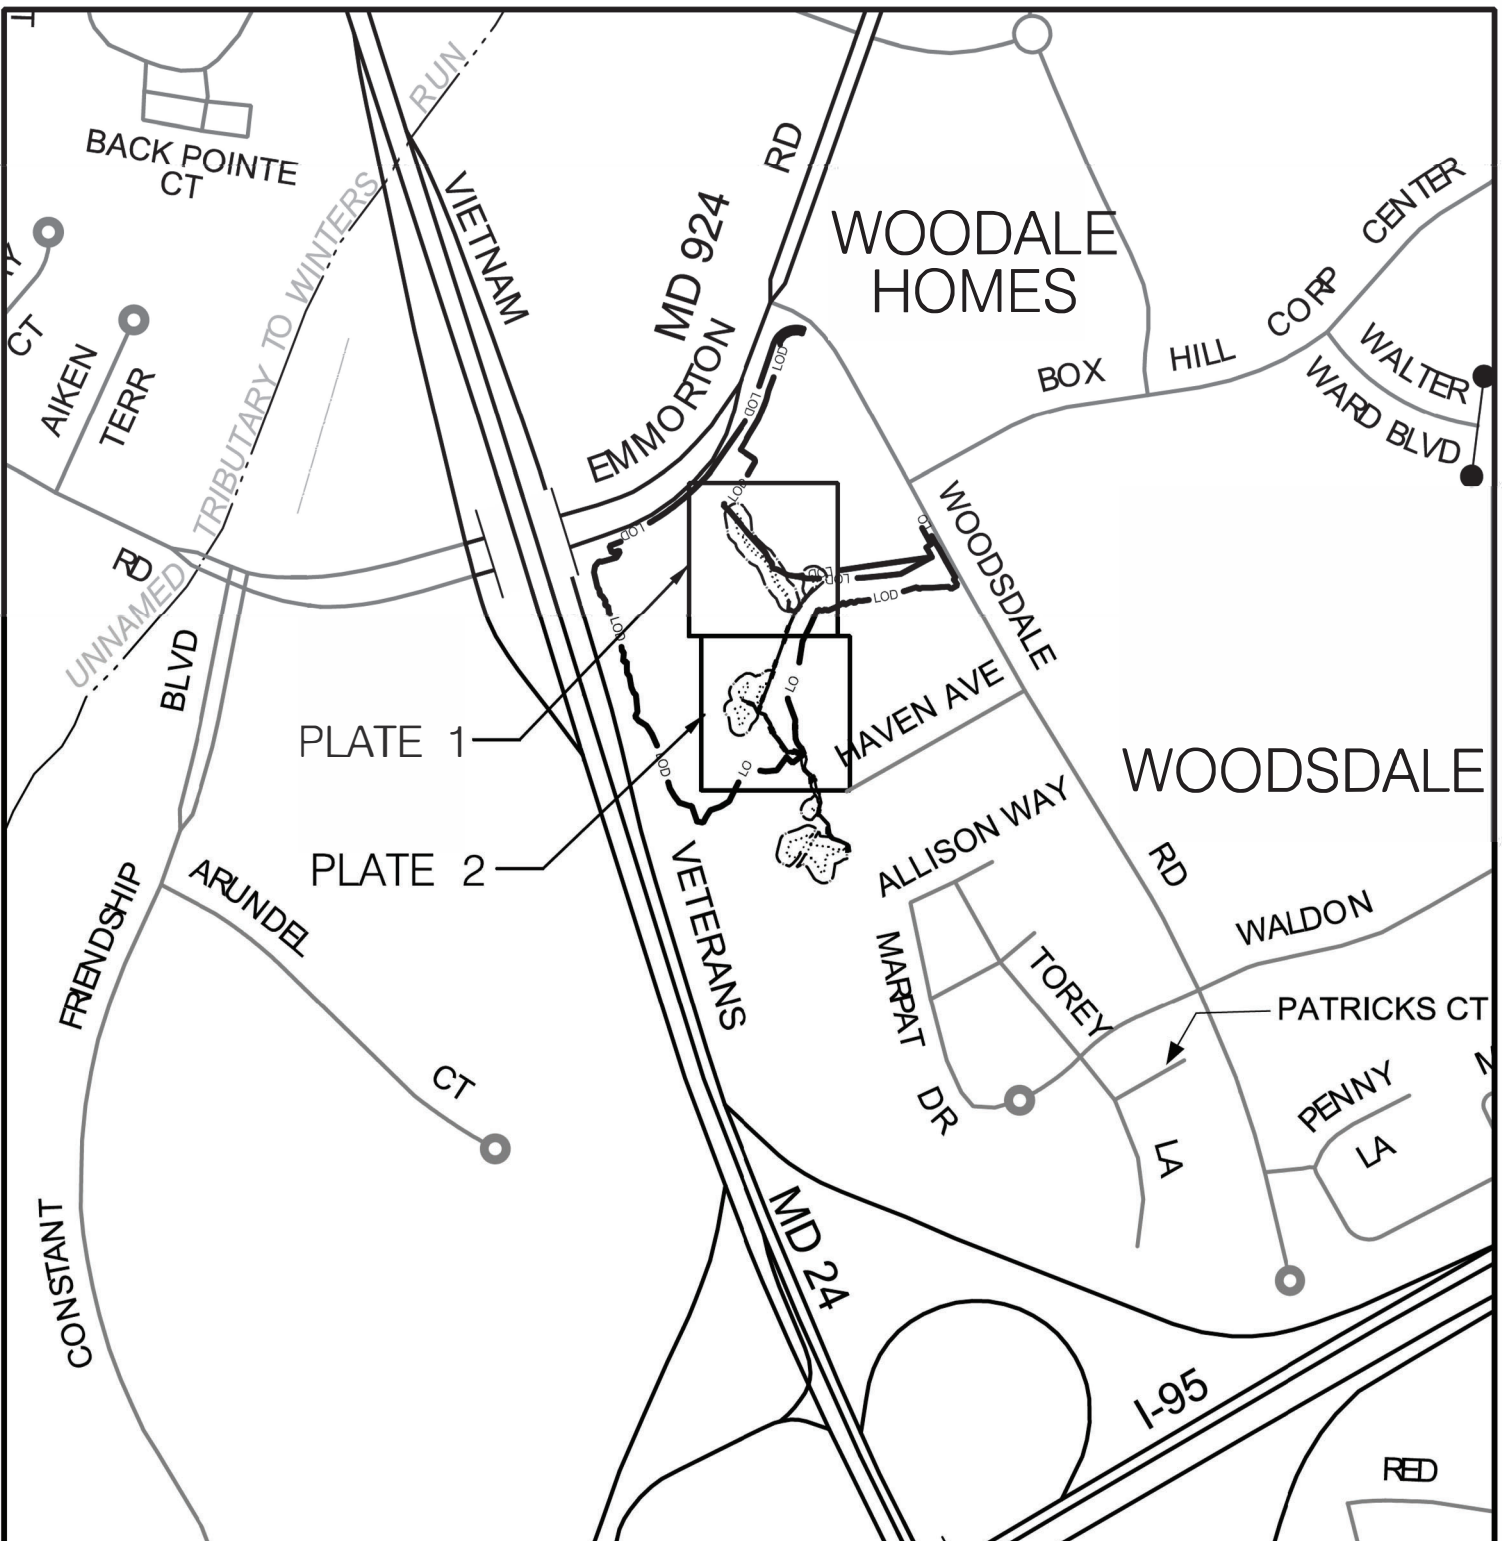 RUN
BACK POINTE
CT
VIETNAM
RD
MD 924
WOODALE
HOMES
CENTER
CORP
HILL
BOX
WALTER
WARD BLVD
CT
AIKEN
TERR
UNNAMED TRIBUTARY TO WINTERS
EMMORTON
LOD
LOD
LOD
LOD
WOODSDALE
LOD
LOD
LOD
RD
BLVD
LOD
LO
HAVEN AVE
PLATE 1
LOD
LO
WOODSDALE
PLATE 2
ALLISON WAY
VETERANS
RD
ARUNDEL
FRIENDSHIP
WALDON
MARPAT
TOREY
PATRICKS CT
CT
DR
PENNY
LA
LA
CONSTANT
MD 24
I-95
RED